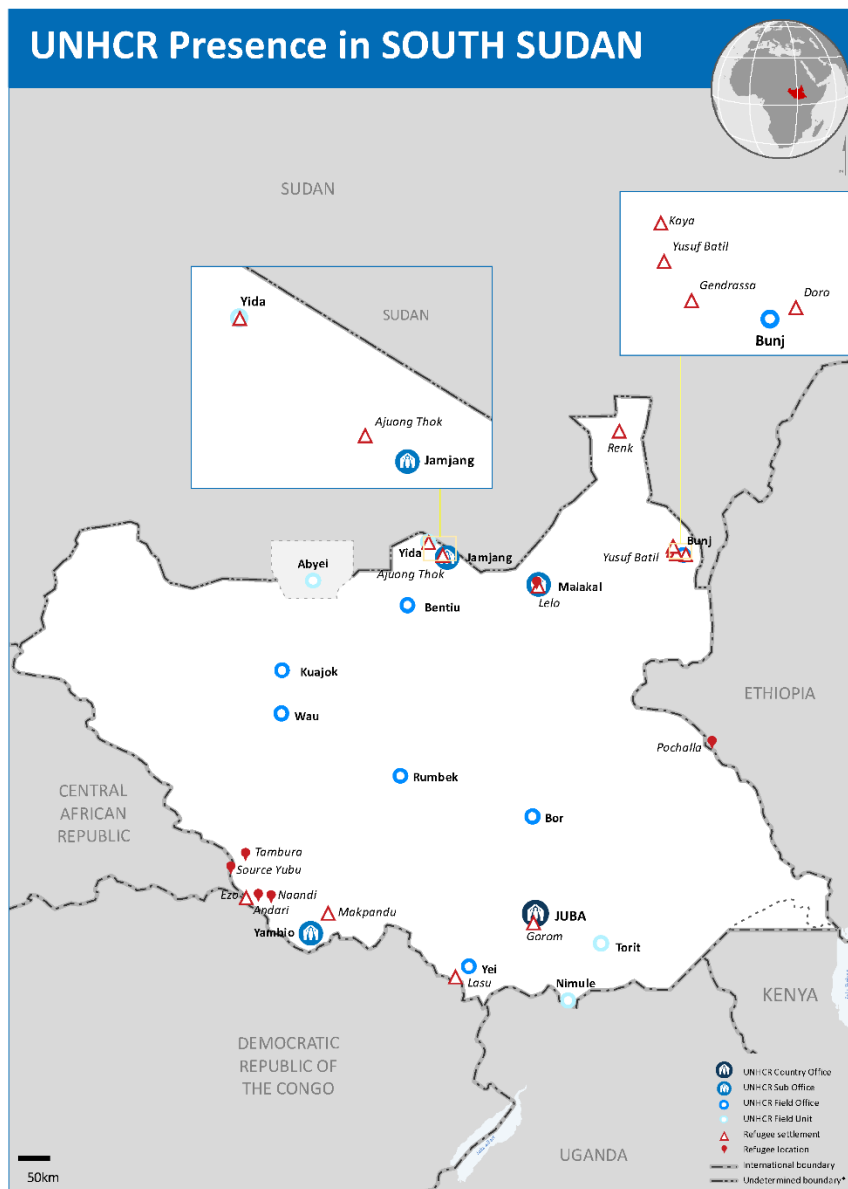 UNHCR Presence in SOUTH SUDAN
SUDAN
Kaya
Yusuf Batil
Gendrassa
Doro
Bunj
Yida
SUDAN
Ajuong Thok
Jamjang
Renk
Bunj
Yusuf Batil
Yida
Jamjang
Ajuong Thok
Abyei
Malakal
Lelo
Bentiu
Kuajok
Wau
ETHIOPIA
Pochalla
CENTRAL
AFRICAN
REPUBLIC
Rumbek
Bor
Tambura
Source Yubu
Ezo
Naandi
Andari
Makpandu
Yambio
JUBA
Gorom
Torit
Yei
Lasu
Nimule
KENYA
DEMOCRATIC
REPUBLIC OF
THE CONGO
UGANDA
UNHCR Country Office
UNHCR Sub Office
UNHCR Field Office
UNHCR Field Unit
Refugee settlement
Refugee location
International boundary
Undetermined boundary*
50km